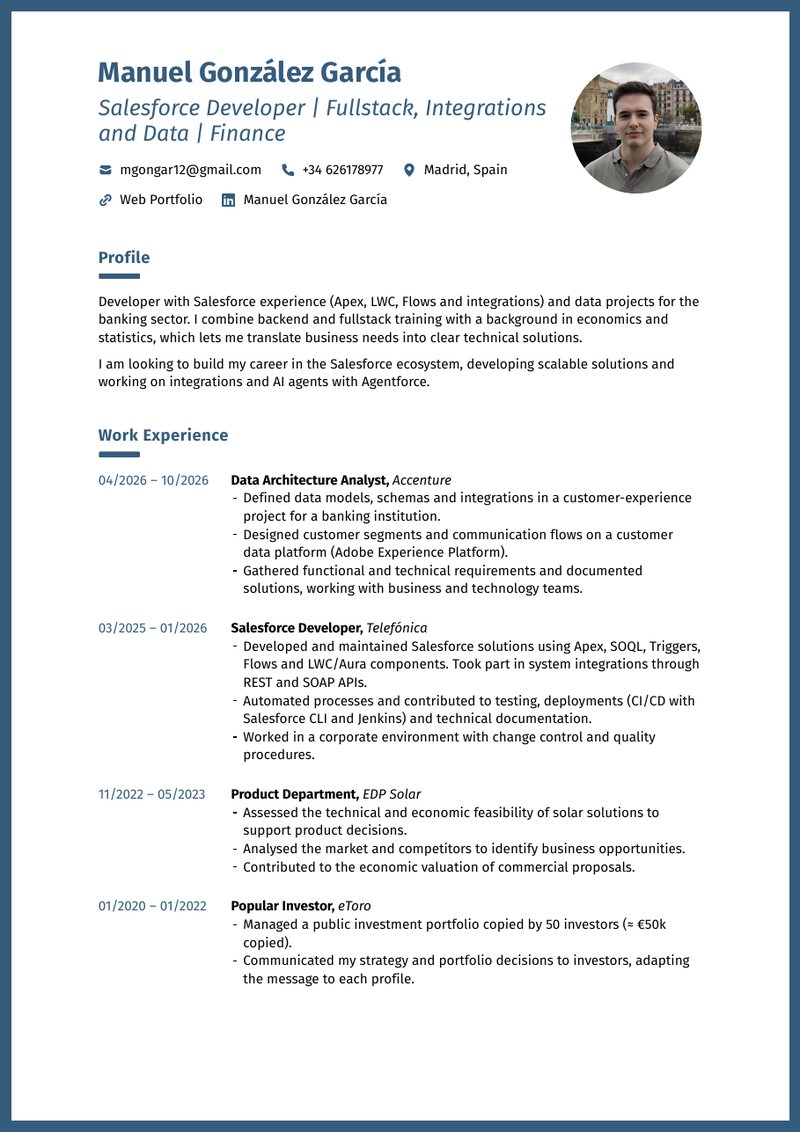 Manuel González García
Salesforce Developer | Fullstack, Integrations
and Data | Finance
mgongar12@gmail.com +34 626178977 Madrid, Spain
Web Portfolio in Manuel González García
Profile
Developer with Salesforce experience (Apex, LWC, Flows and integrations) and data projects for the
banking sector. I combine backend and fullstack training with a background in economics and
statistics, which lets me translate business needs into clear technical solutions.
I am looking to build my career in the Salesforce ecosystem, developing scalable solutions and
working on integrations and AI agents with Agentforce.
Work Experience
04/2026 – 10/2026 Data Architecture Analyst, Accenture
- Defined data models, schemas and integrations in a customer-experience
project for a banking institution.
- Designed customer segments and communication flows on a customer
data platform (Adobe Experience Platform).
- Gathered functional and technical requirements and documented
solutions, working with business and technology teams.
03/2025 – 01/2026 Salesforce Developer, Telefónica
- Developed and maintained Salesforce solutions using Apex, SOQL, Triggers,
Flows and LWC/Aura components. Took part in system integrations through
REST and SOAP APIs.
- Automated processes and contributed to testing, deployments (CI/CD with
Salesforce CLI and Jenkins) and technical documentation.
- Worked in a corporate environment with change control and quality
procedures.
11/2022 – 05/2023 Product Department, EDP Solar
- Assessed the technical and economic feasibility of solar solutions to
support product decisions.
- Analysed the market and competitors to identify business opportunities.
- Contributed to the economic valuation of commercial proposals.
01/2020 – 01/2022 Popular Investor, eToro
- Managed a public investment portfolio copied by 50 investors (≈ €50k
copied).
- Communicated my strategy and portfolio decisions to investors, adapting
the message to each profile.